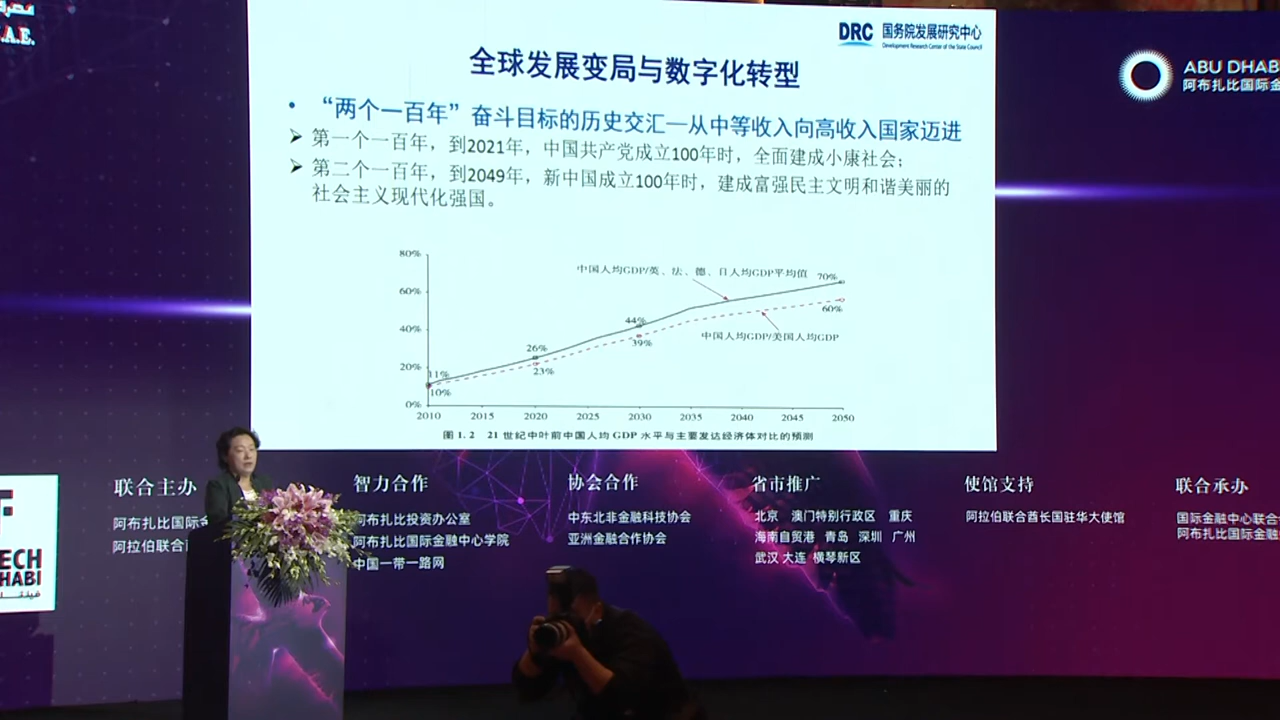 .A.E.
DRC 国务院发展研究中心
Development Research Center of the State Council
全球发展变局与数字化转型
• “两个一百年”奋斗目标的历史交汇—从中等收入向高收入国家迈进
➢ 第一个一百年，到2021年，中国共产党成立100年时，全面建成小康社会；
➢ 第二个一百年，到2049年，新中国成立100年时，建成富强民主文明和谐美丽的
社会主义现代化强国。
80%
60%
40%
20%
0%
中国人均GDP/英、法、德、日人均GDP平均值
70%
60%
中国人均GDP/美国人均GDP
44%
39%
26%
23%
11%
10%
2010 2015 2020 2025 2030 2035 2040 2045 2050
图 1. 2 21 世纪中叶前中国人均 GDP 水平与主要发达经济体对比的预测
ABU DHAB
阿布扎比国际金
TECH
HABI
联合主办
阿布扎比国际金
阿拉伯联合
智力合作
阿布扎比投资办公室
阿布扎比国际金融中心学院
中国一带一路网
协会合作
中东北非金融科技协会
亚洲金融合作协会
省市推广
北京 澳门特别行政区 重庆
海南自贸港 青岛 深圳 广州
武汉 大连 横琴新区
使馆支持
阿拉伯联合酋长国驻华大使馆
联合承办
国际金融中心联合
阿布扎比国际金融